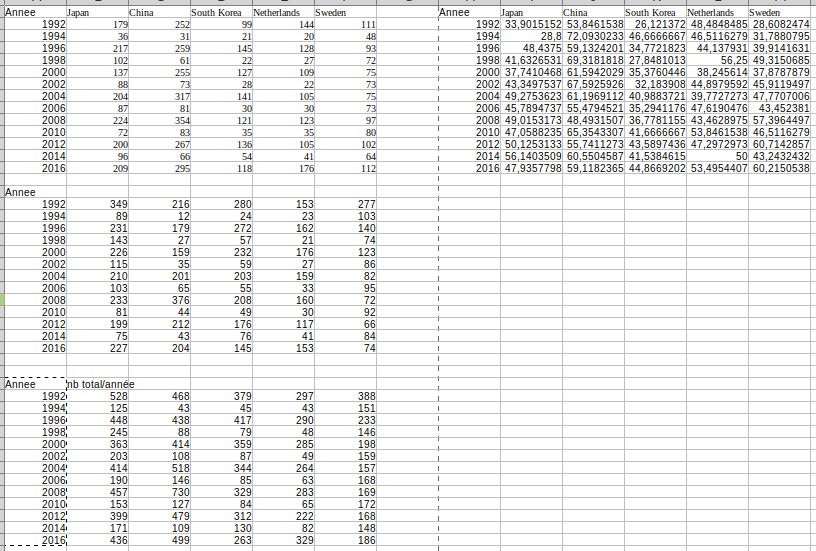 Annee Japan China South Korea Netherlands Sweden Annee Japan China South Korea Netherlands Sweden
1992 179 252 99 144 111 1992 33,9015152 53,8461538 26,121372 48,4848485 28,6082474
1994 36 31 21 20 48 1994 28,8 72,0930233 46,6666667 46,5116279 31,7880795
1996 217 259 145 128 93 1996 48,4375 59,1324201 34,7721823 44,137931 39,9141631
1998 102 61 22 27 72 1998 41,6326531 69,3181818 27,8481013 56,25 49,3150685
2000 137 255 127 109 75 2000 37,7410468 61,5942029 35,3760446 38,245614 37,8787879
2002 88 73 28 22 73 2002 43,3497537 67,5925926 32,183908 44,8979592 45,9119497
2004 204 317 141 105 75 2004 49,2753623 61,1969112 40,9883721 39,7727273 47,7707006
2006 87 81 30 30 73 2006 45,7894737 55,4794521 35,2941176 47,6190476 43,452381
2008 224 354 121 123 97 2008 49,0153173 48,4931507 36,7781155 43,4628975 57,3964497
2010 72 83 35 35 80 2010 47,0588235 65,3543307 41,6666667 53,8461538 46,5116279
2012 200 267 136 105 102 2012 50,1253133 55,7411273 43,5897436 47,2972973 60,7142857
2014 96 66 54 41 64 2014 56,1403509 60,5504587 41,5384615 50 43,2432432
2016 209 295 118 176 112 2016 47,9357798 59,1182365 44,8669202 53,4954407 60,2150538
Annee
1992 349 216 280 153 277
1994 89 12 24 23 103
1996 231 179 272 162 140
1998 143 27 57 21 74
2000 226 159 232 176 123
2002 115 35 59 27 86
2004 210 201 203 159 82
2006 103 65 55 33 95
2008 233 376 208 160 72
2010 81 44 49 30 92
2012 199 212 176 117 66
2014 75 43 76 41 84
2016 227 204 145 153 74
Annee nb total/année
1992 528 468 379 297 388
1994 125 43 45 43 151
1996 448 438 417 290 233
1998 245 88 79 48 146
2000 363 414 359 285 198
2002 203 108 87 49 159
2004 414 518 344 264 157
2006 190 146 85 63 168
2008 457 730 329 283 169
2010 153 127 84 65 172
2012 399 479 312 222 168
2014 171 109 130 82 148
2016 436 499 263 329 186